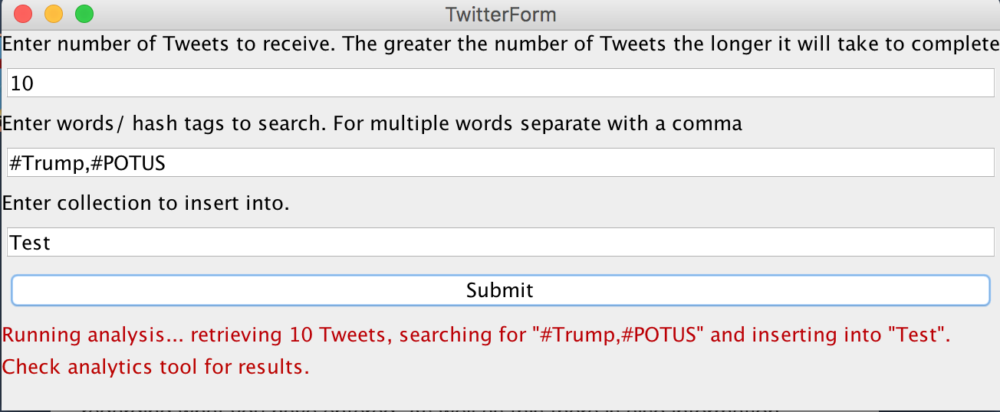 TwitterForm
Enter number of Tweets to receive. The greater the number of Tweets the longer it will take to complete
10
Enter words/ hash tags to search. For multiple words separate with a comma
#Trump,#POTUS
Enter collection to insert into.
Test
Submit
Running analysis... retrieving 10 Tweets, searching for "#Trump,#POTUS" and inserting into "Test".
Check analytics tool for results.